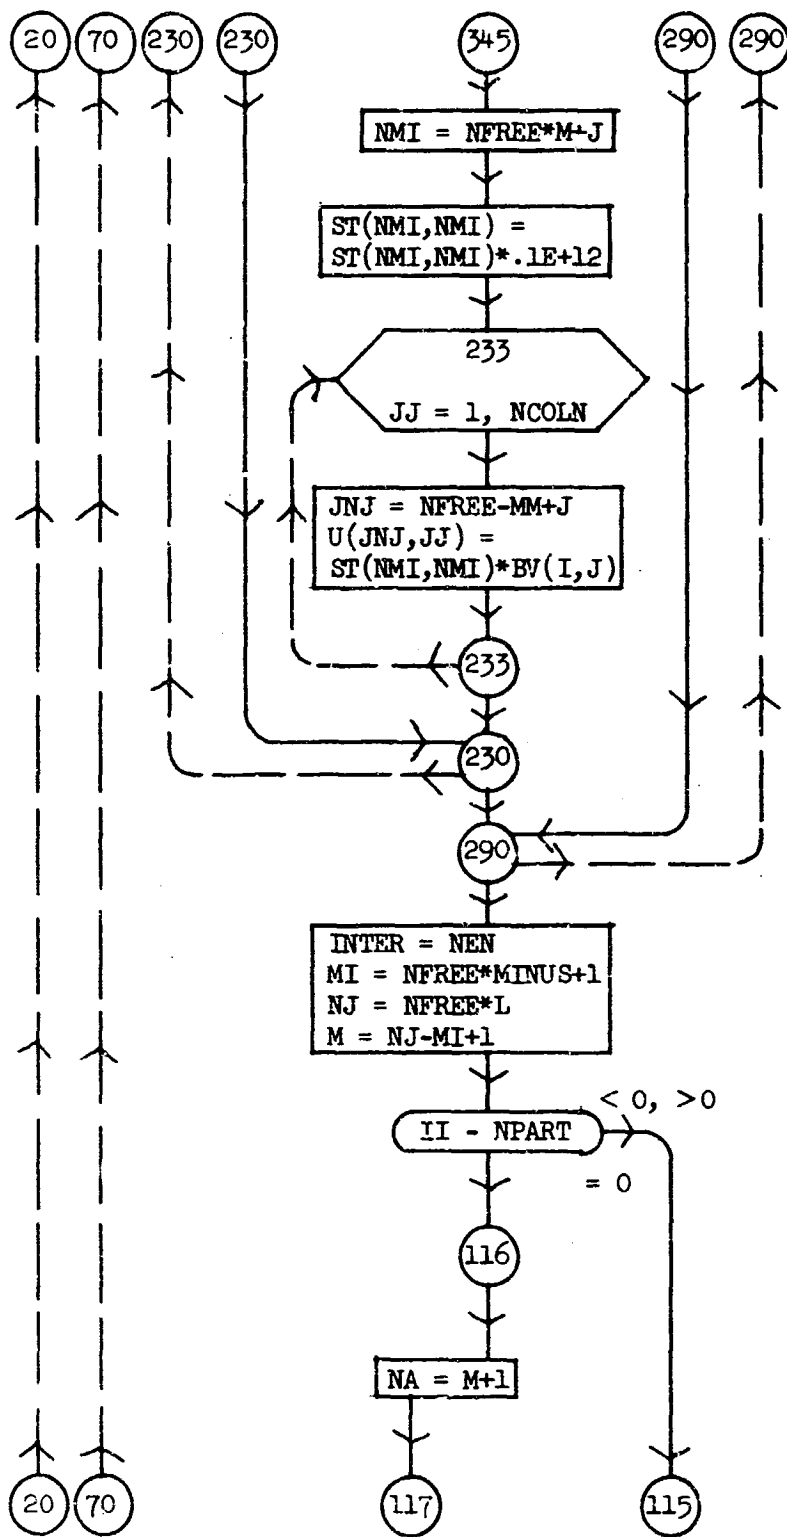 20 70 230 230 345 290 290
NMI = NFREE*M+J
ST(NMI,NMI) =
ST(NMI,NMI)*.1E+12
233
JJ = 1, NCOLN
JNJ = NFREE-MM+J
U(JNJ,JJ) =
ST(NMI,NMI)*BV(I,J)
233
230
290
INTER = NEN
MI = NFREE*MINUS+1
NJ = NFREE*L
M = NJ-MI+1
< 0, >0
II - NPART
= 0
116
NA = M+1
20 70 117 115